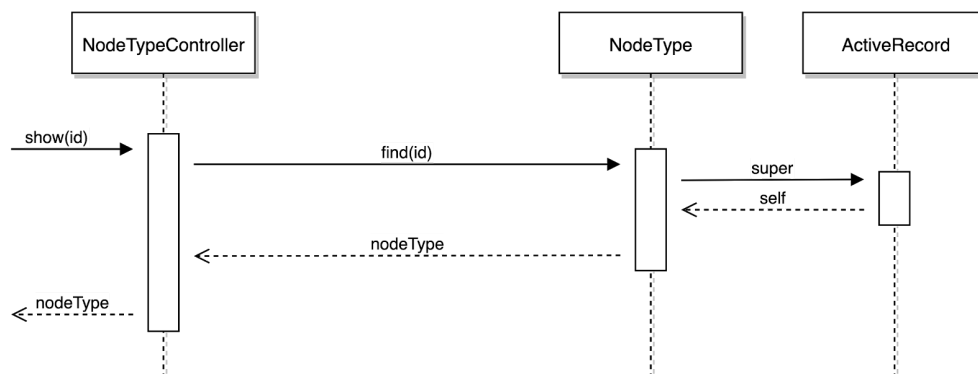 NodeTypeController
NodeType
ActiveRecord
show(id)
find(id)
super
self
nodeType
nodeType